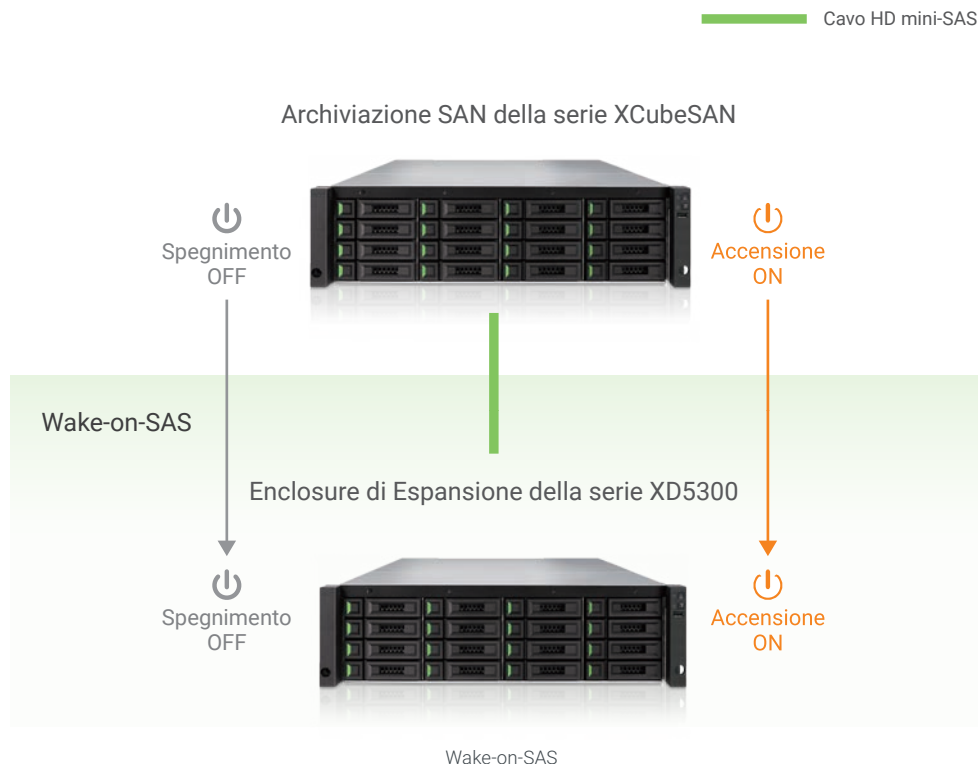 Cavo HD mini-SAS
Archiviazione SAN della serie XCubeSAN
Spegnimento
OFF
Accensione
ON
Wake-on-SAS
Enclosure di Espansione della serie XD5300
Spegnimento
OFF
Accensione
ON
Wake-on-SAS